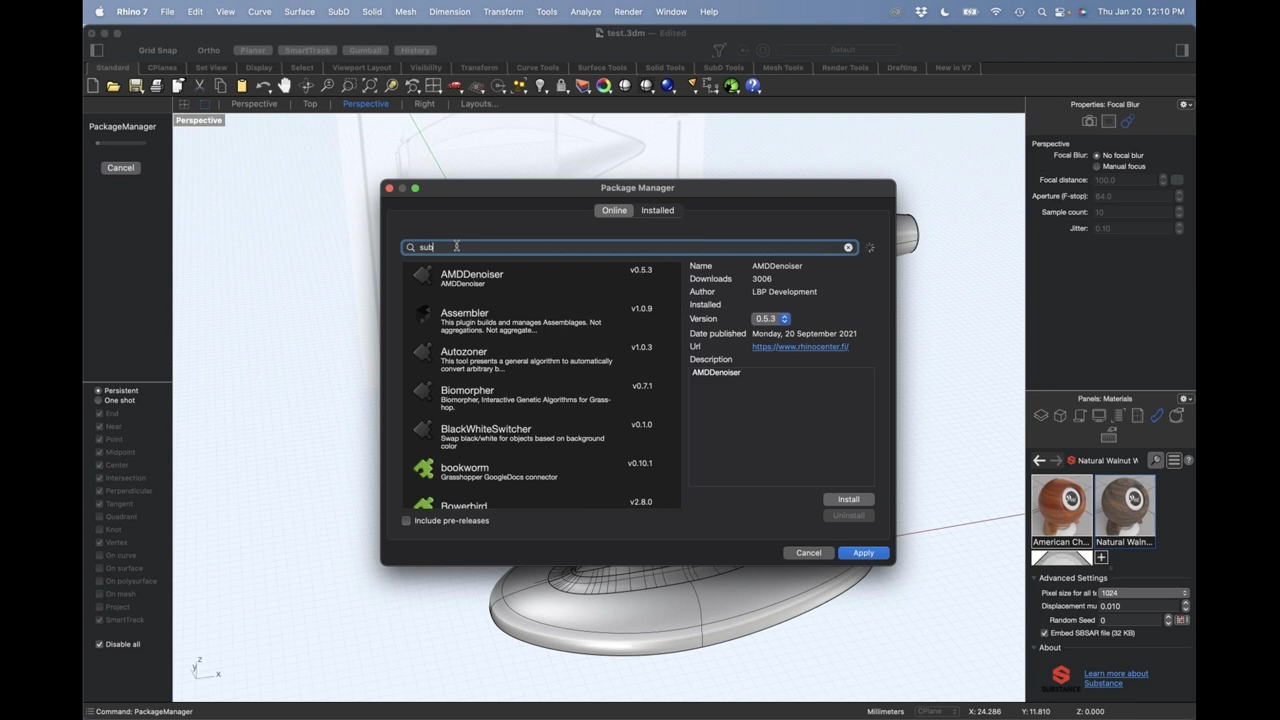 Rhino 7 File Edit View Curve Surface SubD Solid Mesh Dimension Transform Tools Analyze Render Window Help Thu Jan 20 12:10 PM
test.3dm — Edited
Grid Snap Ortho Planar SmartTrack Gumball History Default
Standard CPlanes Set View Display Select Viewport Layout Visibility Transform Curve Tools Surface Tools Solid Tools SubD Tools Mesh Tools Render Tools Drafting New in V7
Perspective Top Perspective Right Layouts...
Perspective
PackageManager
Cancel
Persistent
One shot
End
Near
Point
Midpoint
Center
Intersection
Perpendicular
Tangent
Quadrant
Knot
Vertex
On curve
On surface
On polysurface
On mesh
Project
SmartTrack
Disable all
Package Manager
Online Installed
sub
AMDDenoiser v0.5.3
AMDDenoiser
Assembler v1.0.9
This plugin builds and manages Assemblages. Not
aggregations. Not aggregate...
Autozoner v1.0.3
This tool presents a general algorithm to automatically
convert arbitrary b...
Biomorpher v0.7.1
Biomorpher, Interactive Genetic Algorithms for Grass-
hop.
BlackWhiteSwitcher v0.1.0
Swap black/white for objects based on background
color
bookworm v0.10.1
Grasshopper GoogleDocs connector
Bowerbird v2.8.0
Include pre-releases
Name AMDDenoiser
Downloads 3006
Author LBP Development
Installed
Version 0.5.3
Date published Monday, 20 September 2021
Url https://www.rhinocenter.fi/
Description
AMDDenoiser
Install
Uninstall
Cancel Apply
z
y
x
Properties: Focal Blur
Perspective
Focal Blur: No focal blur
Manual focus
Focal distance: 100.0
Aperture (F-stop): 64.0
Sample count: 10
Jitter: 0.10
Panels: Materials
Natural Walnut W
American Ch... Natural Waln...
Advanced Settings
Pixel size for all te 1024
Displacement mu 0.010
Random Seed 0
Embed SBSAR file (32 KB)
About
SUBSTANCE
Learn more about
Substance
Command: PackageManager Millimeters CPlane X: 24.286 Y: 11.810 Z: 0.000